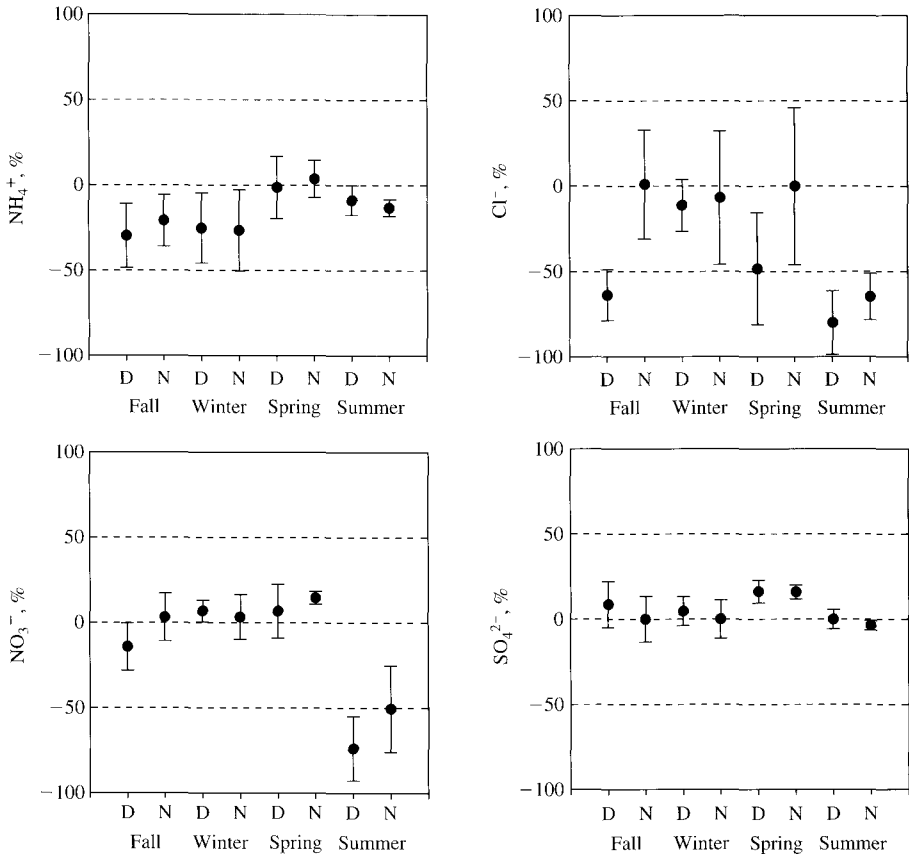 100
50
NH₄⁺, %
0
−50
−100
D N D N D N D N
Fall Winter Spring Summer
100
50
Cl⁻, %
0
−50
−100
D N D N D N D N
Fall Winter Spring Summer
100
50
NO₃⁻, %
0
−50
−100
D N D N D N D N
Fall Winter Spring Summer
100
50
SO₄²⁻, %
0
−50
−100
D N D N D N D N
Fall Winter Spring Summer